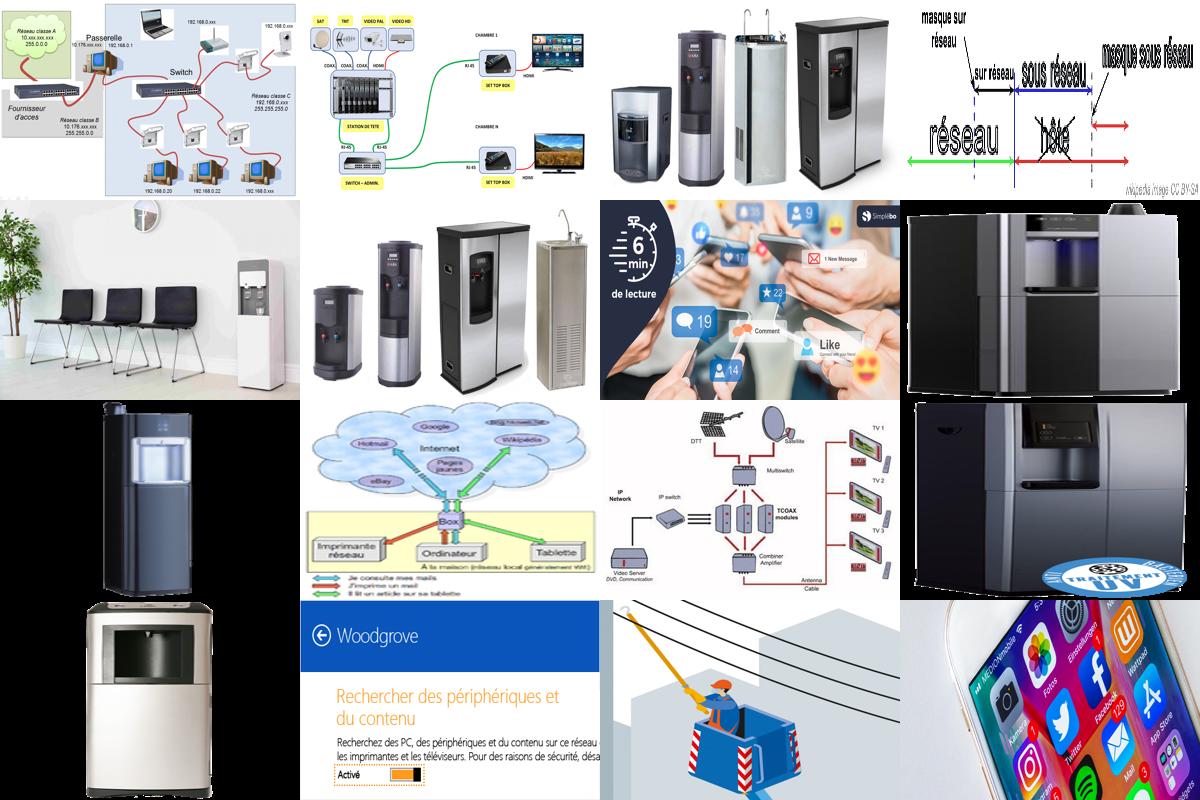 Réseau classe A
10.xxx.xxx.xxx
255.0.0.0
Passerelle
10.176.xxx.xxx
192.168.0.1
192.168.0.xxx
192.168.0.xxx
Switch
Fournisseur
d'acces
Réseau classe B
10.176.xxx.xxx
255.255.0.0
Réseau classe C
192.168.0.xxx
255.255.255.0
192.168.0.20
192.168.0.22
192.168.0.xxx
SAT
TNT
VIDEO PAL
VIDEO HD
COAX.
COAX.
COAX.
HDMI
STATION DE TETE
RJ-45
RJ-45
SWITCH – ADMIN.
CHAMBRE 1
RJ 45
SET TOP BOX
HDMI
CHAMBRE N
RJ-45
SET TOP BOX
HDMI
masque sur
réseau
sur réseau
sous réseau
masque sous réseau
réseau
hôte
wikipedia image CC BY-SA
6
min
de lecture
Simplébo
35
9
17
3
1 New Message
22
19
Comment
Like
14
Google
Hotmail
Internet
Wikipédia
Pages
jaunes
eBay
Box
Imprimante
réseau
Ordinateur
Tablette
A la maison (réseau local généralement Wifi)
Je consulte mes mails
J'imprime un mail
Il lit un article sur sa tablette
DTT
Satellite
Multiswitch
IP
Network
IP switch
TCOAX
modules
Video Server
DVD, Communication
Combiner
Amplifier
Antenna
Cable
TV 1
TV 2
TV 3
TRAITEMENT
UV
Woodgrove
Rechercher des périphériques et
du contenu
Recherchez des PC, des périphériques et du contenu sur ce réseau
les imprimantes et les téléviseurs. Pour des raisons de sécurité, désa
Activé
MEDIONmobile
Kamera
Fotos
Einstellungen
1
Twitter
Facebook
129
Wattpad
Mail
App Store
3